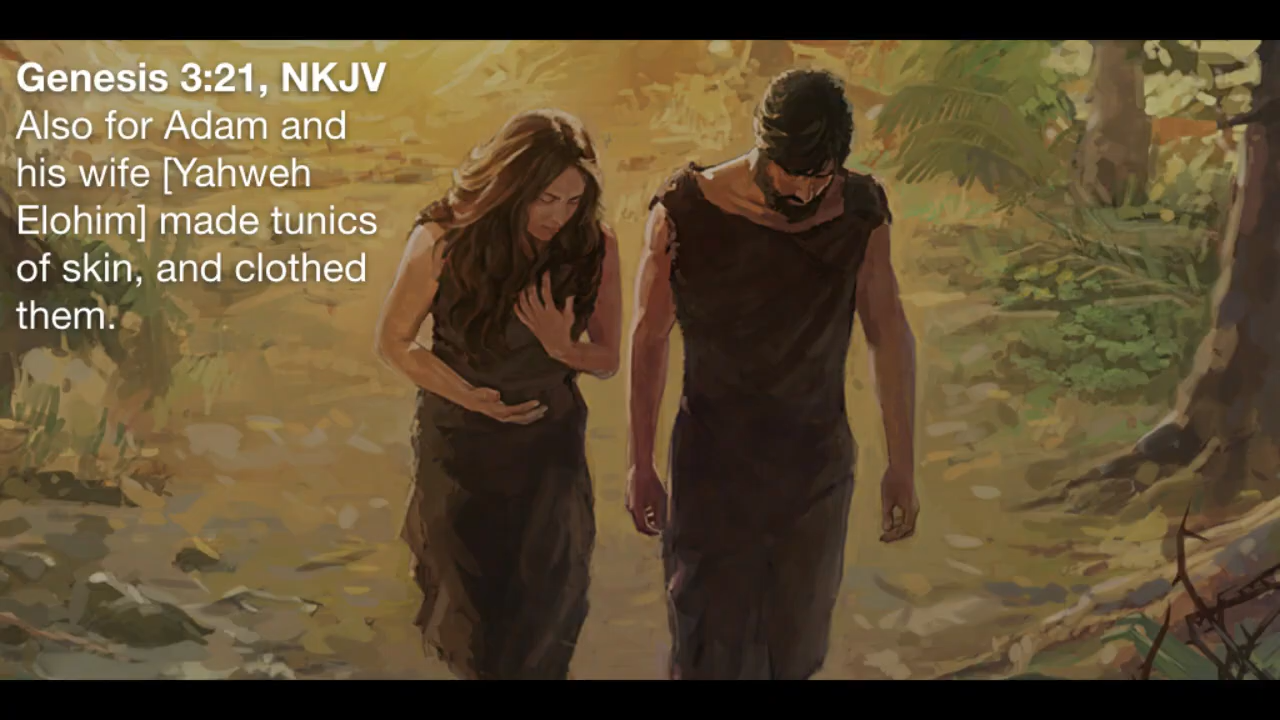 Genesis 3:21, NKJV
Also for Adam and
his wife [Yahweh
Elohim] made tunics
of skin, and clothed
them.